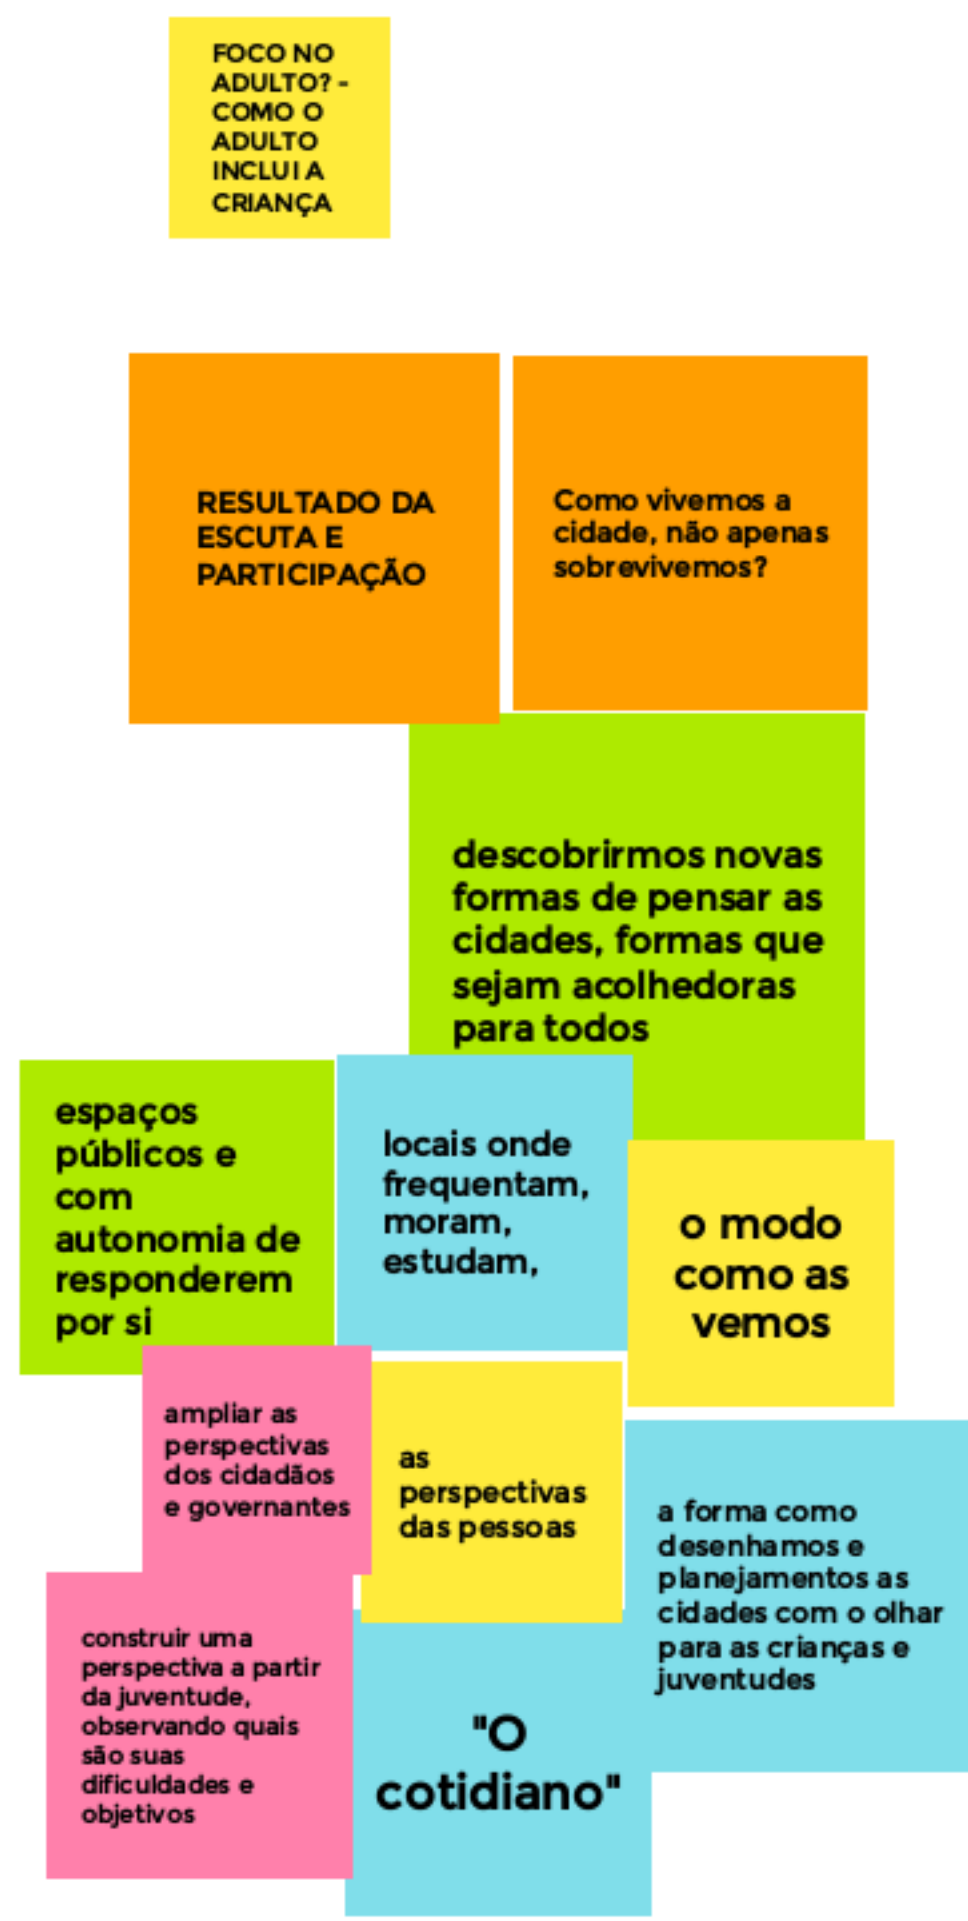 FOCO NO
ADULTO? -
COMO O
ADULTO
INCLUI A
CRIANÇA
RESULTADO DA
ESCUTA E
PARTICIPAÇÃO
Como vivemos a
cidade, não apenas
sobrevivemos?
descobrirmos novas
formas de pensar as
cidades, formas que
sejam acolhedoras
para todos
espaços
públicos e
com
autonomia de
responderem
por si
locais onde
frequentam,
moram,
estudam,
o modo
como as
vemos
ampliar as
perspectivas
dos cidadãos
e governantes
as
perspectivas
das pessoas
a forma como
desenhamos e
planejamentos as
cidades com o olhar
para as crianças e
juventudes
construir uma
perspectiva a partir
da juventude,
observando quais
são suas
dificuldades e
objetivos
"O
cotidiano"